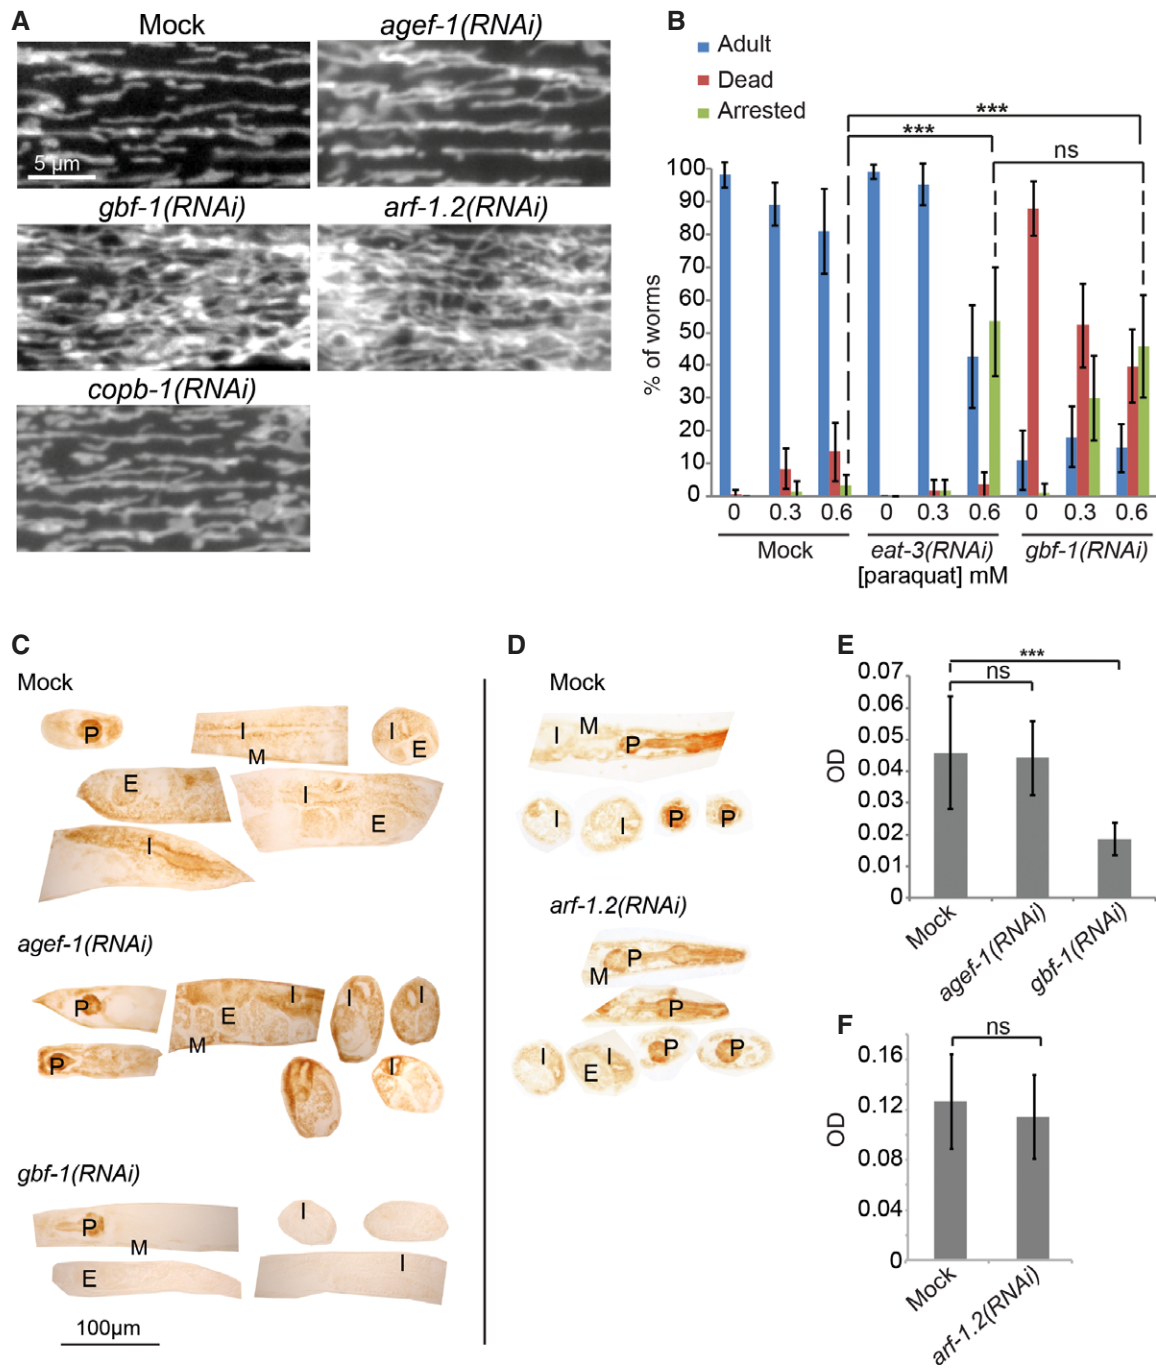 A
Mock
agef-1(RNAi)
5 µm
gbf-1(RNAi)
arf-1.2(RNAi)
copb-1(RNAi)
B
Adult
Dead
Arrested
***
***
ns
100
90
80
70
60
50
40
30
20
10
0
% of worms
0 0.3 0.6 0 0.3 0.6 0 0.3 0.6
Mock eat-3(RNAi) gbf-1(RNAi)
[paraquat] mM
C
Mock
P I M I E
E I E
I
agef-1(RNAi)
P E I M I I
P I
gbf-1(RNAi)
P M I
E I
100µm
D
Mock
I M P
I I P P
arf-1.2(RNAi)
M P
P
I E I P P
E
***
ns
0.07
0.06
0.05
0.04
0.03
0.02
0.01
0
OD
Mock
agef-1(RNAi)
gbf-1(RNAi)
F
ns
0.16
0.12
0.08
0.04
0
OD
Mock
arf-1.2(RNAi)